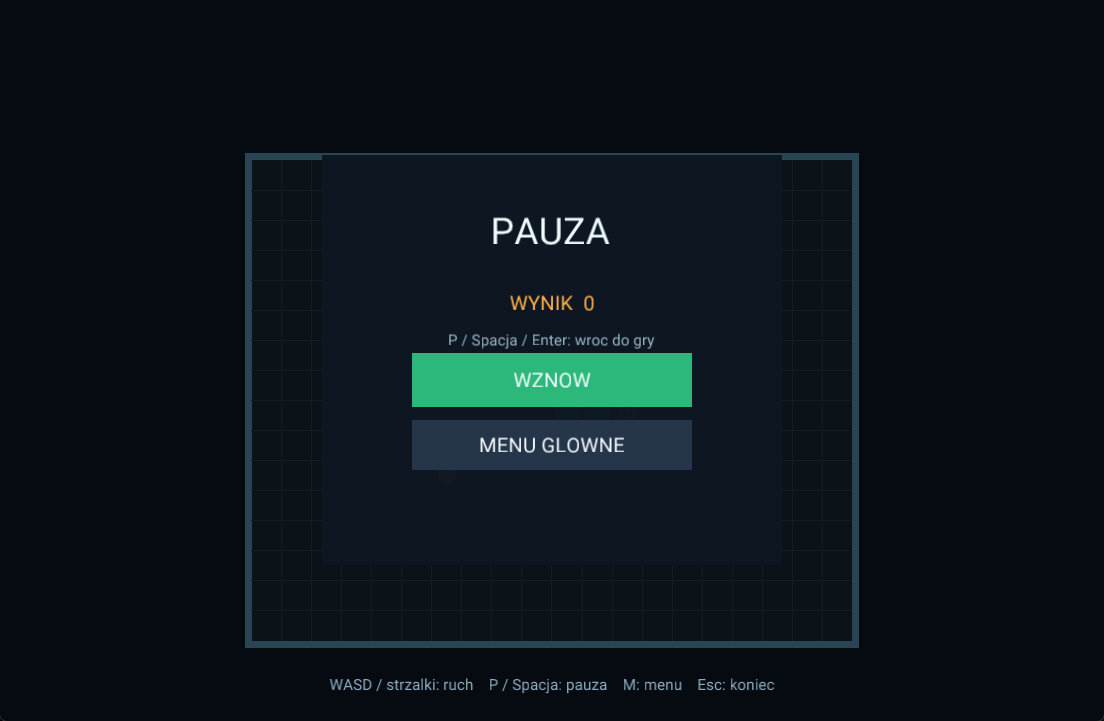 PAUZA
WYNIK 0
P / Spacja / Enter: wroc do gry
WZNOW
MENU GLOWNE
WASD / strzalki: ruch P / Spacja: pauza M: menu Esc: koniec